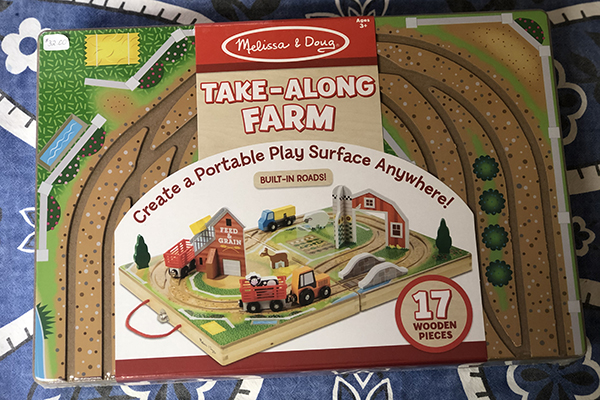 Melissa & Doug
Ages
3+
TAKE-ALONG
FARM
Create a Portable Play Surface Anywhere!
BUILT-IN ROADS!
FEED
&
GRAIN
17
WOODEN
PIECES